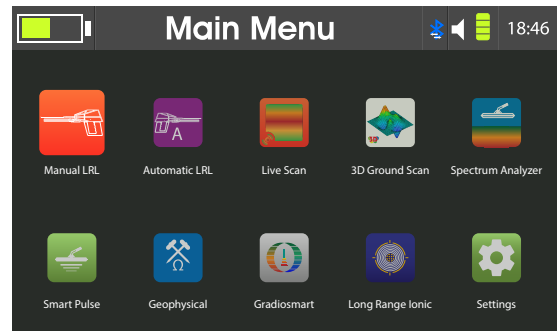 Main Menu
18:46
A
Manual LRL
Automatic LRL
Live Scan
3D Ground Scan
Spectrum Analyzer
Ω
Smart Pulse
Geophysical
Gradiosmart
Long Range Ionic
Settings